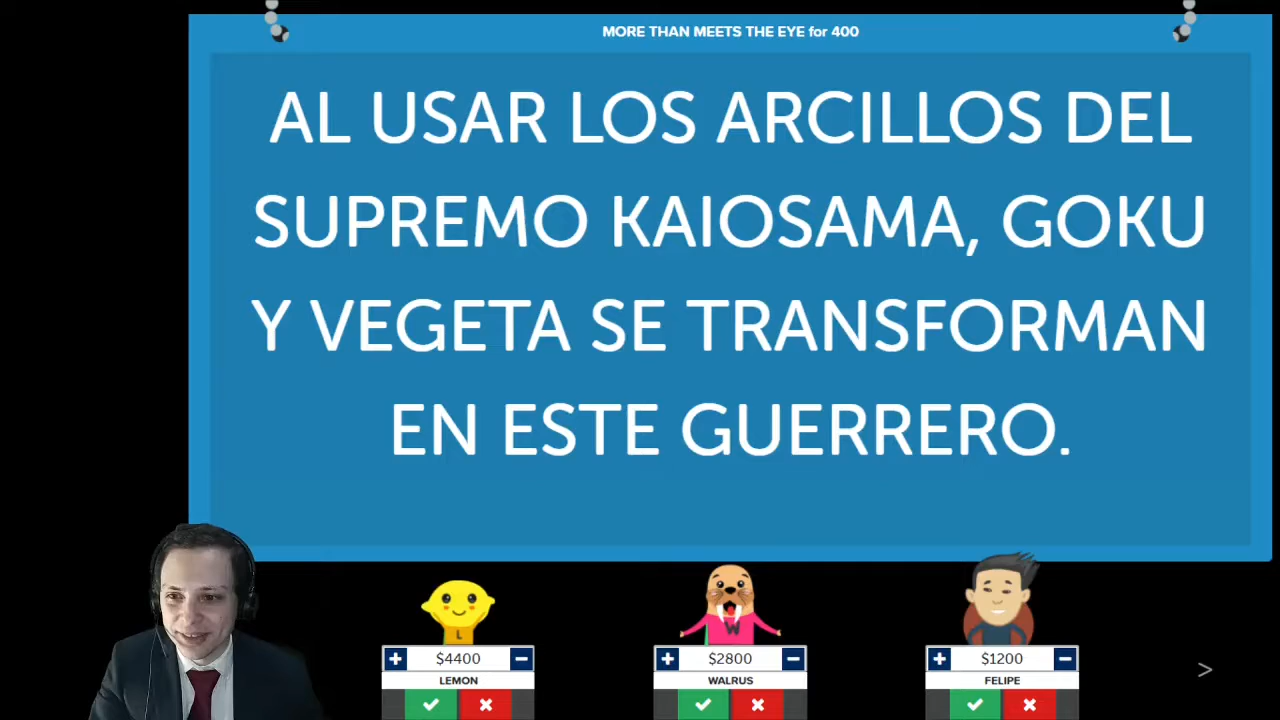 MORE THAN MEETS THE EYE for 400
AL USAR LOS ARCILLOS DEL
SUPREMO KAIOSAMA, GOKU
Y VEGETA SE TRANSFORMAN
EN ESTE GUERRERO.
L
W
+ $4400 −
+ $2800 −
+ $1200 −
LEMON
WALRUS
FELIPE
>